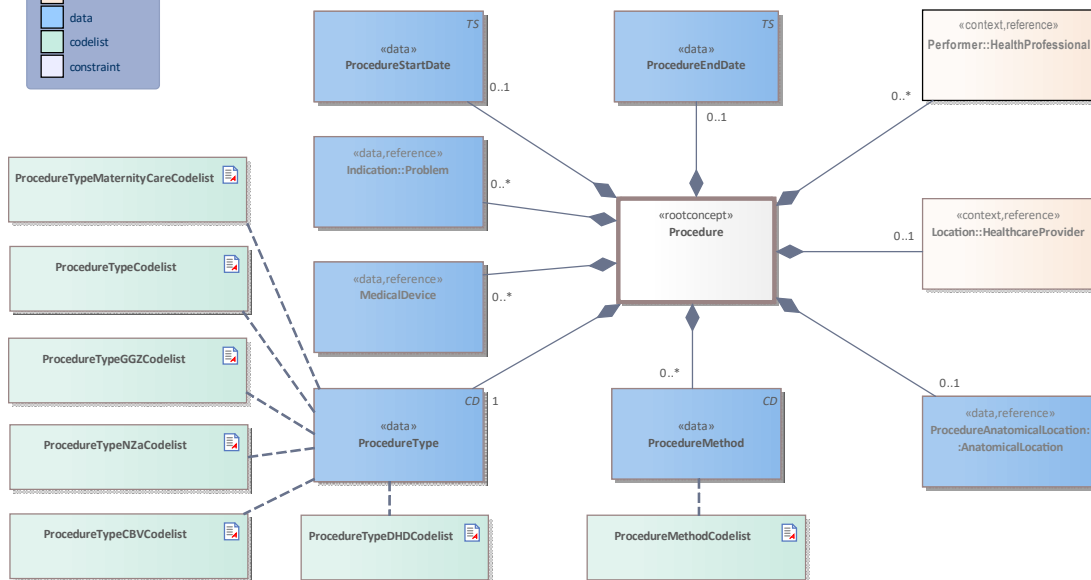 data
codelist
constraint
TS
«data»
ProcedureStartDate
0..1
TS
«data»
ProcedureEndDate
0..1
«context,reference»
Performer::HealthProfessional
0..*
«data,reference»
Indication::Problem
0..*
ProcedureTypeMaternityCareCodelist
«rootconcept»
Procedure
«context,reference»
Location::HealthcareProvider
0..1
ProcedureTypeCodelist
«data,reference»
MedicalDevice
0..*
ProcedureTypeGGZCodelist
CD
«data»
ProcedureType
1
0..*
CD
«data»
ProcedureMethod
0..1
«data,reference»
ProcedureAnatomicalLocation:
:AnatomicalLocation
ProcedureTypeNZaCodelist
ProcedureTypeCBVCodelist
ProcedureTypeDHDCodelist
ProcedureMethodCodelist